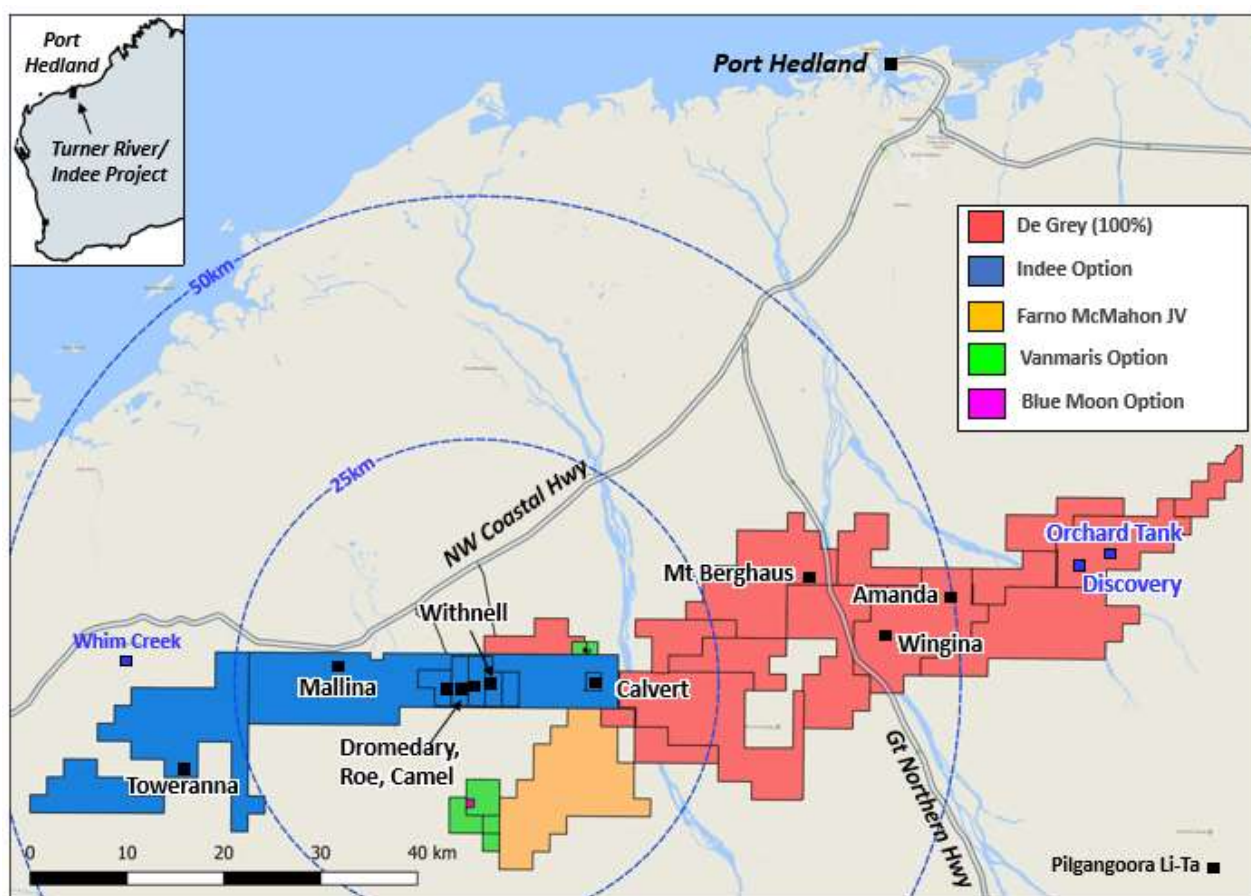 Port
Hedland
Turner River/
Indee Project
Port Hedland
De Grey (100%)
Indee Option
Farno McMahon JV
Vanmaris Option
Blue Moon Option
50km
25km
NW Coastal Hwy
Orchard Tank
Discovery
Mt Berghaus
Amanda
Wingina
Withnell
Whim Creek
Mallina
Calvert
Dromedary,
Roe, Camel
Toweranna
Gt Northern Hwy
0 10 20 30 40 km
Pilgangoora Li-Ta